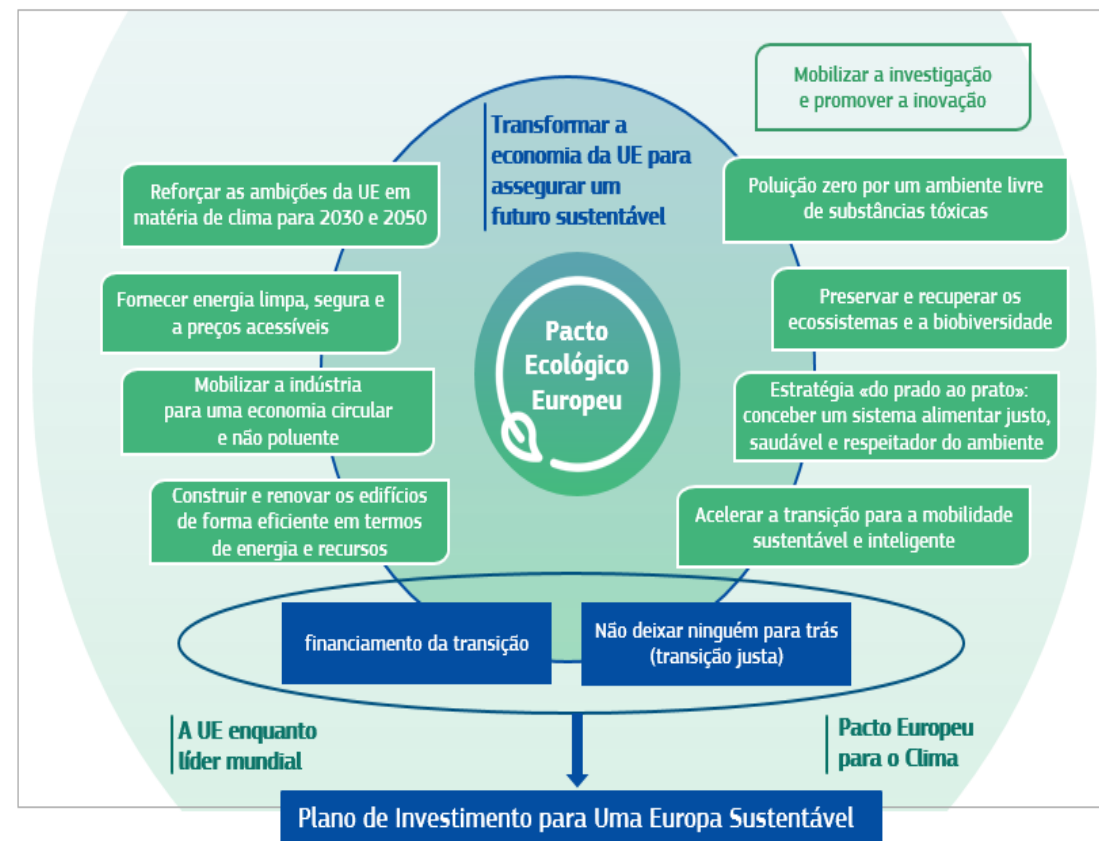 Mobilizar a investigação
e promover a inovação
Transformar a
economia da UE para
assegurar um
futuro sustentável
Reforçar as ambições da UE em
matéria de clima para 2030 e 2050
Fornecer energia limpa, segura e
a preços acessíveis
Mobilizar a indústria
para uma economia circular
e não poluente
Construir e renovar os edifícios
de forma eficiente em termos
de energia e recursos
Pacto
Ecológico
Europeu
Poluição zero por um ambiente livre
de substâncias tóxicas
Preservar e recuperar os
ecossistemas e a biobiversidade
Estratégia «do prado ao prato»:
conceber um sistema alimentar justo,
saudável e respeitador do ambiente
Acelerar a transição para a mobilidade
sustentável e inteligente
financiamento da transição
Não deixar ninguém para trás
(transição justa)
A UE enquanto
líder mundial
Pacto Europeu
para o Clima
Plano de Investimento para Uma Europa Sustentável